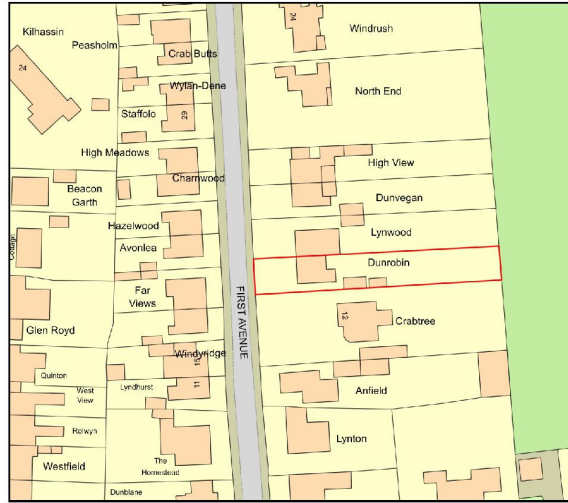 Kilhassin
Peasholm
24
Crab Butts
Wylan-Dene
Staffolo
29
High Meadows
Charnwood
Beacon
Garth
Hazelwood
Avonlea
Cottage
Far
Views
Glen Royd
Windyridge
15
Quinton
Lyndhurst
11
West
View
Rolwyn
The
Homestead
Westfield
Dunblane
FIRST AVENUE
24
Windrush
North End
High View
Dunvegan
Lynwood
Dunrobin
12
Crabtree
Anfield
Lynton